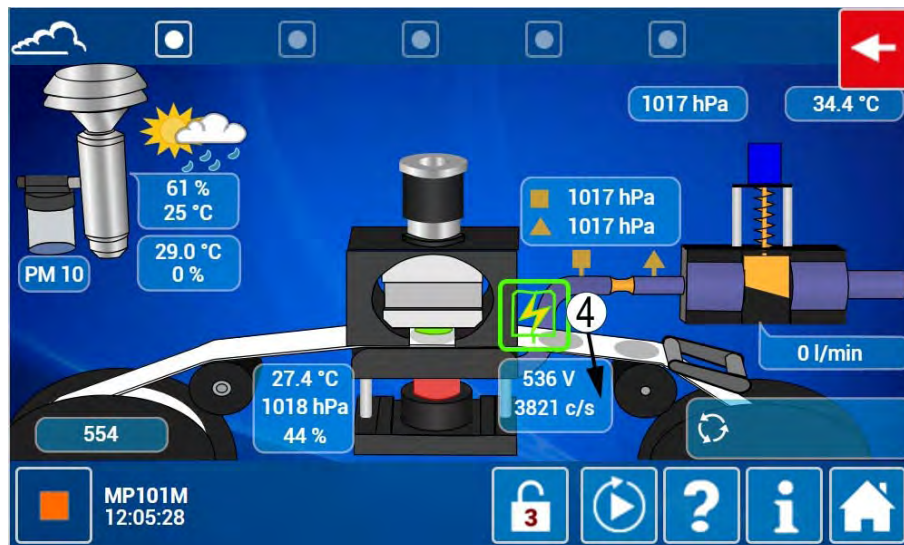 1017 hPa
34.4 °C
61 %
25 °C
1017 hPa
1017 hPa
29.0 °C
0 %
PM 10
4
0 l/min
27.4 °C
1018 hPa
44 %
536 V
3821 c/s
554
MP101M
12:05:28
3
?
i